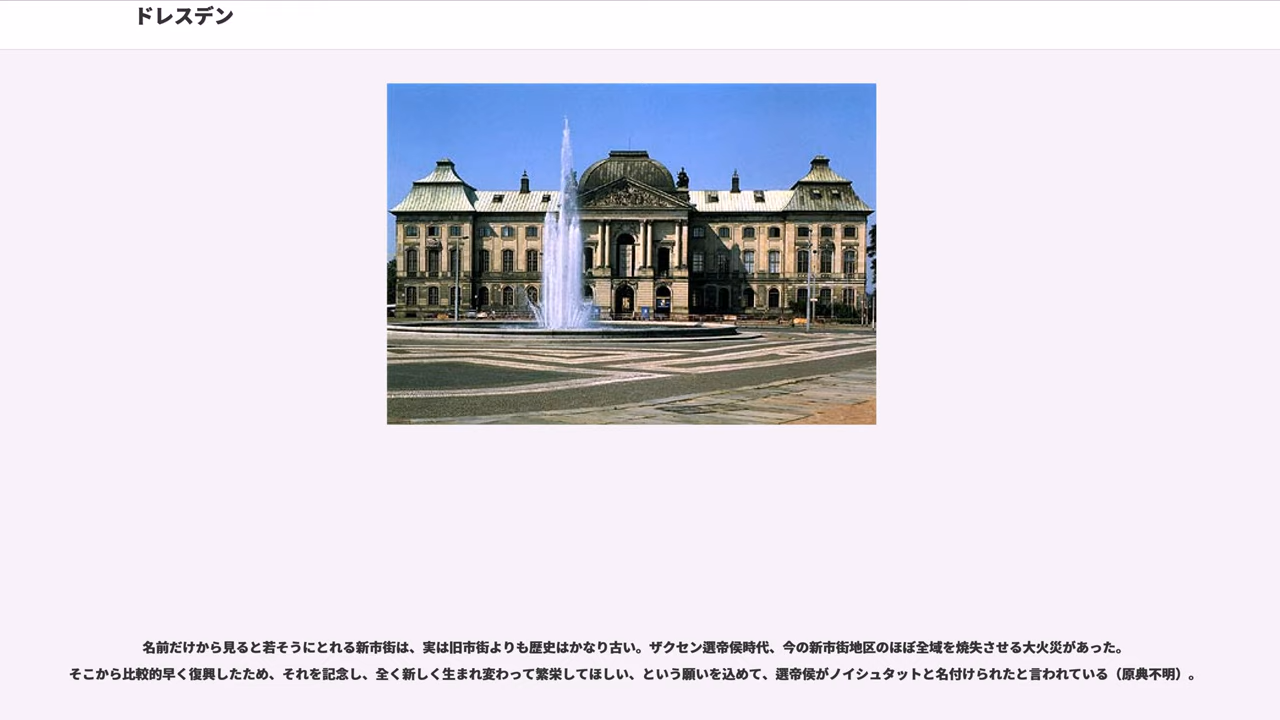 ドレスデン
名前だけから見ると若そうにとれる新市街は、実は旧市街よりも歴史はかなり古い。ザクセン選帝侯時代、今の新市街地区のほぼ全域を焼失させる大火災があった。
そこから比較的早く復興したため、それを記念し、全く新しく生まれ変わって繁栄してほしい、という願いを込めて、選帝侯がノイシュタットと名付けられたと言われている（原典不明）。